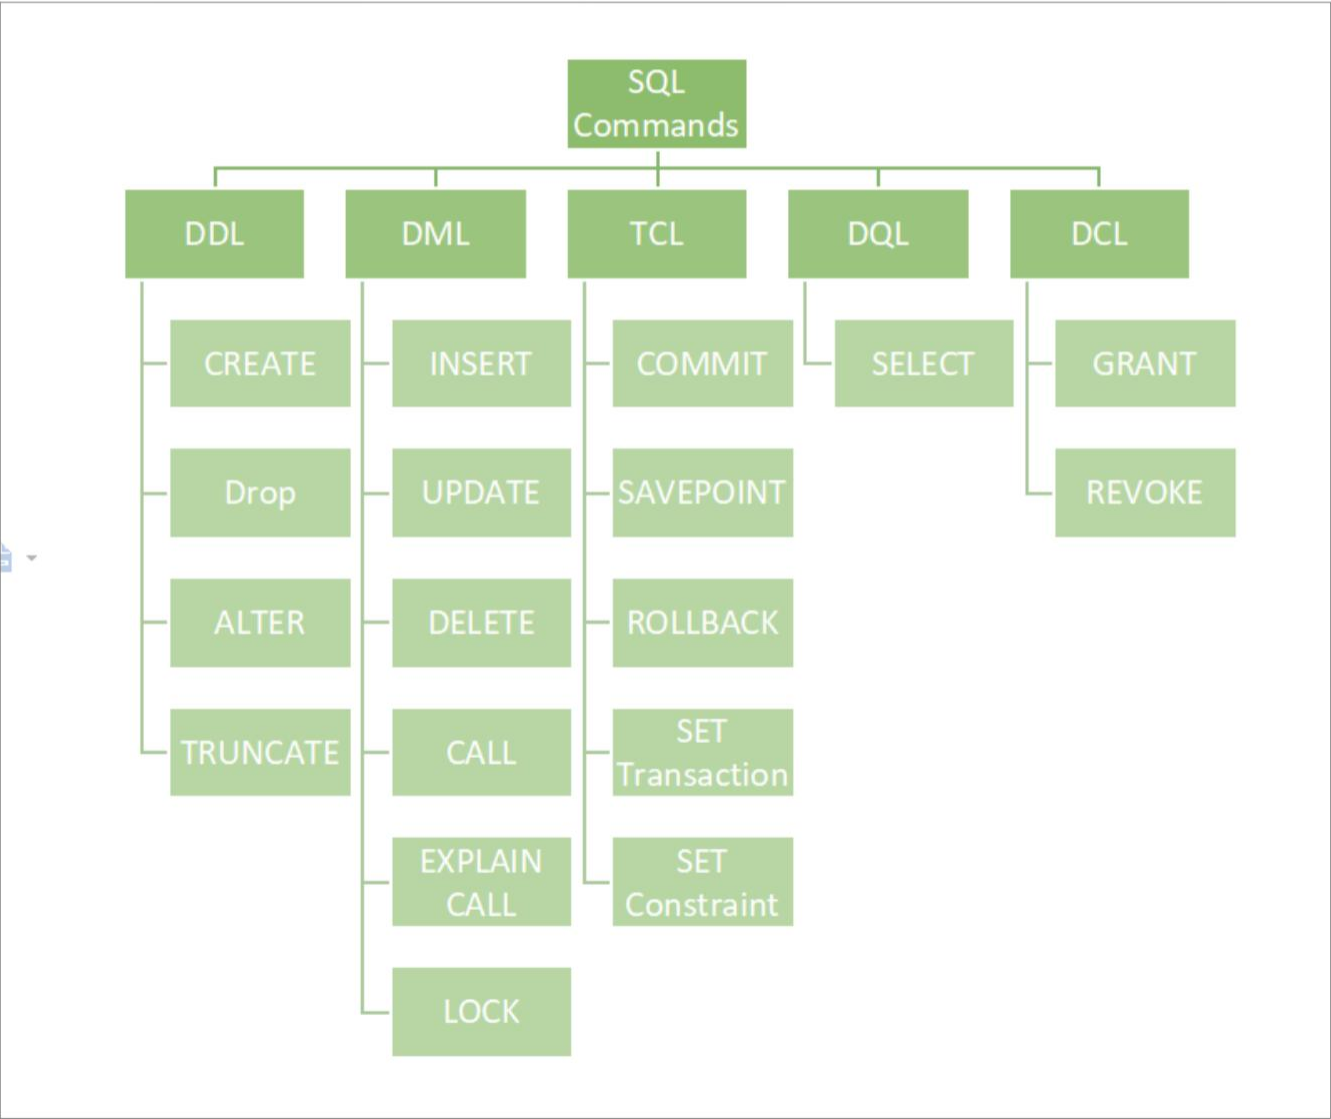 SQL
Commands
DDL
DML
TCL
DQL
DCL
CREATE
INSERT
COMMIT
SELECT
GRANT
Drop
UPDATE
SAVEPOINT
REVOKE
ALTER
DELETE
ROLLBACK
TRUNCATE
CALL
SET
Transaction
EXPLAIN
CALL
SET
Constraint
LOCK